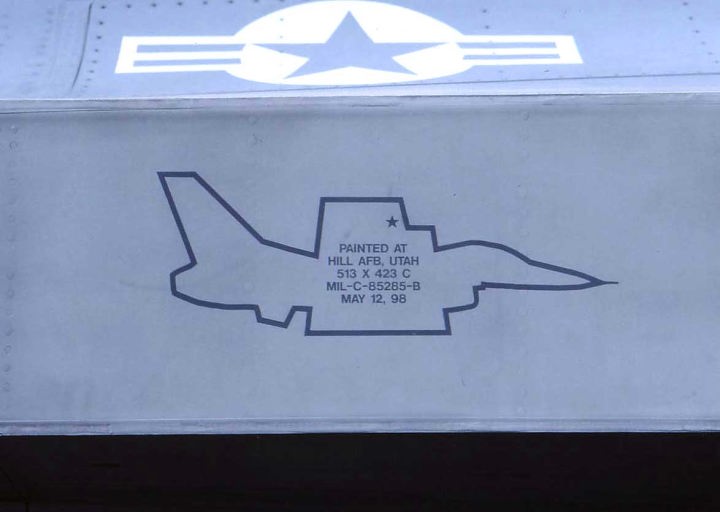 PAINTED AT
HILL AFB, UTAH
513 X 423 C
MIL-C-85285-B
MAY 12, 98